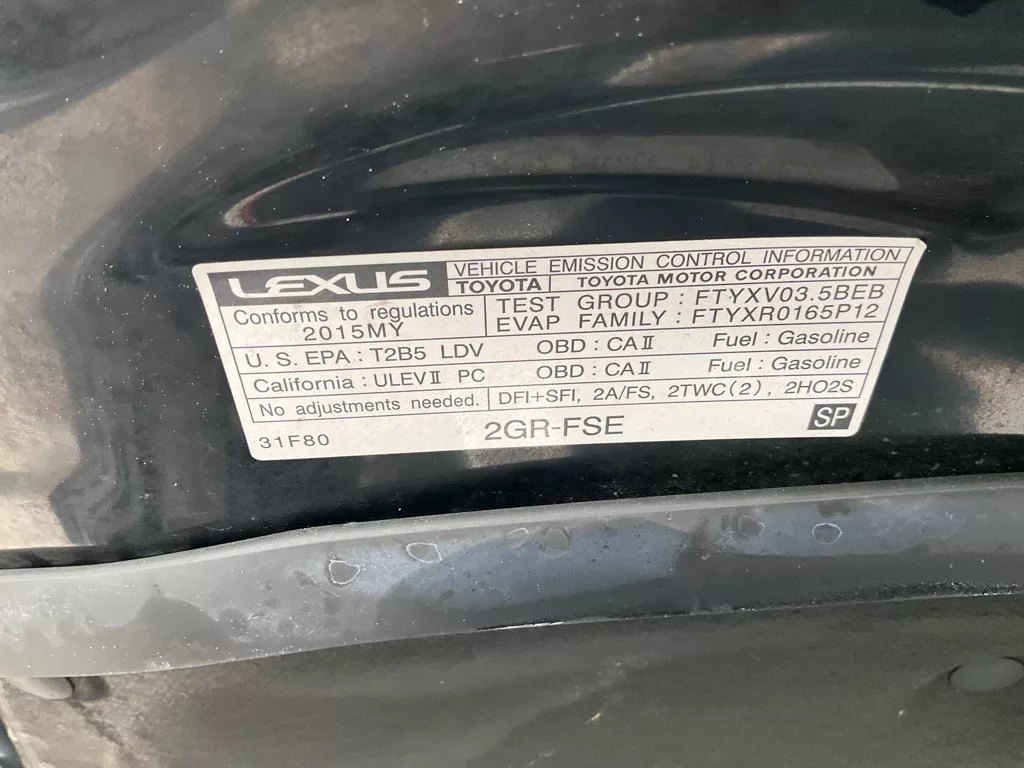 LEXUS VEHICLE EMISSION CONTROL INFORMATION
TOYOTA TOYOTA MOTOR CORPORATION
Conforms to regulations
2015MY
TEST GROUP : FTYXV03.5BEB
EVAP FAMILY : FTYXR0165P12
U.S. EPA : T2B5 LDV OBD : CAⅡ Fuel : Gasoline
California : ULEVⅡ PC OBD : CAⅡ Fuel : Gasoline
No adjustments needed. DFI+SFI, 2A/FS, 2TWC(2), 2HO2S
31F80 2GR-FSE SP